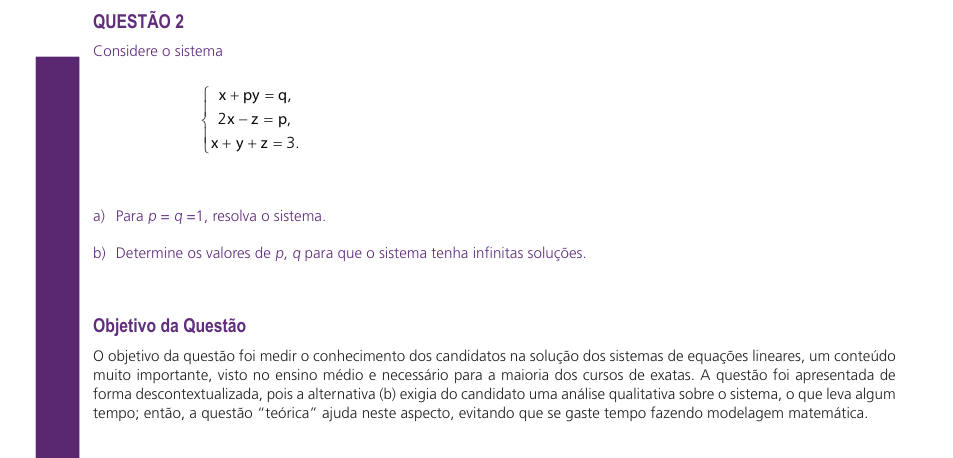 QUESTÃO 2
Considere o sistema
x + py = q,
2x − z = p,
x + y + z = 3.
a) Para p = q =1, resolva o sistema.
b) Determine os valores de p, q para que o sistema tenha infinitas soluções.
Objetivo da Questão
O objetivo da questão foi medir o conhecimento dos candidatos na solução dos sistemas de equações lineares, um conteúdo
muito importante, visto no ensino médio e necessário para a maioria dos cursos de exatas. A questão foi apresentada de
forma descontextualizada, pois a alternativa (b) exigia do candidato uma análise qualitativa sobre o sistema, o que leva algum
tempo; então, a questão “teórica” ajuda neste aspecto, evitando que se gaste tempo fazendo modelagem matemática.